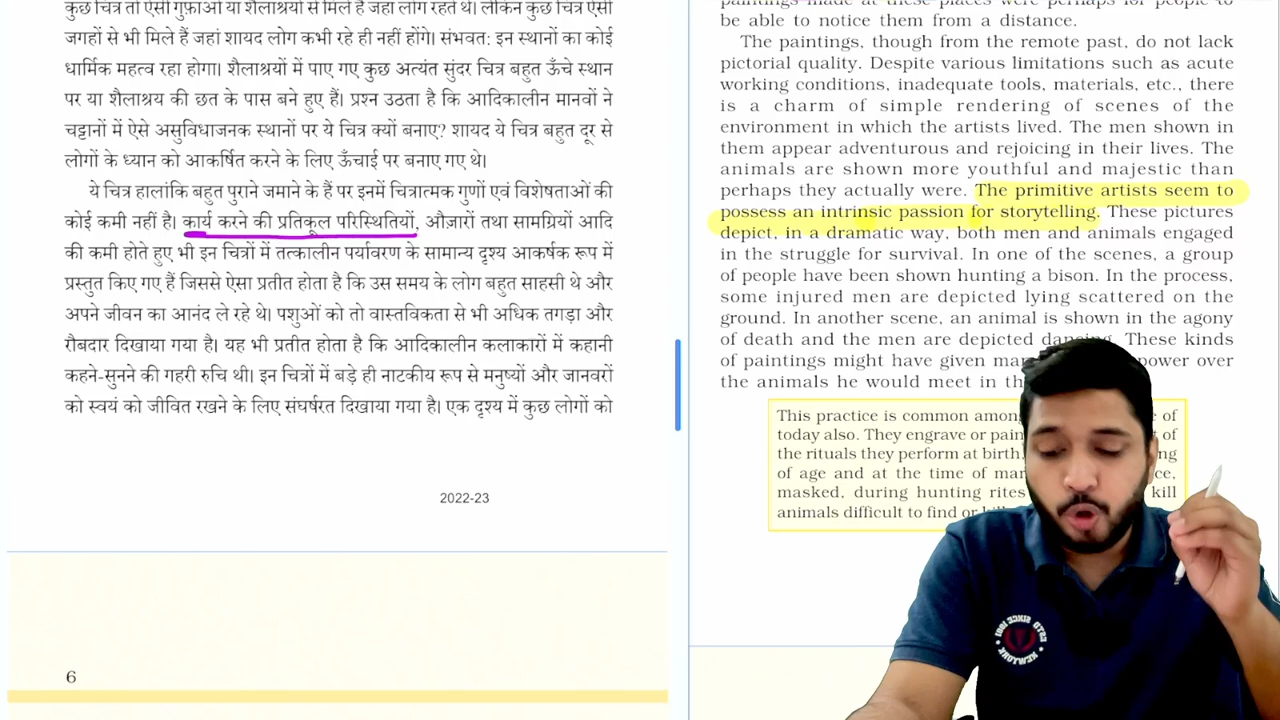 चित्र तो ऐसी गुफ़ाओं या शैलाश्रयों से मिले हैं जहां लोग रहते थे। लेकिन कुछ चित्र ऐसी
जगहों से भी मिले हैं जहां शायद लोग कभी रहे ही नहीं होंगे। संभवत: इन स्थानों का कोई
धार्मिक महत्व रहा होगा। शैलाश्रयों में पाए गए कुछ अत्यंत सुंदर चित्र बहुत ऊँचे स्थान
पर या शैलाश्रय की छत के पास बने हुए हैं। प्रश्न उठता है कि आदिकालीन मानवों ने
चट्टानों में ऐसे असुविधाजनक स्थानों पर ये चित्र क्यों बनाए? शायद ये चित्र बहुत दूर से
लोगों के ध्यान को आकर्षित करने के लिए ऊँचाई पर बनाए गए थे।
ये चित्र हालांकि बहुत पुराने जमाने के हैं पर इनमें चित्रात्मक गुणों एवं विशेषताओं की
कोई कमी नहीं है। कार्य करने की प्रतिकूल परिस्थितियों, औज़ारों तथा सामग्रियों आदि
की कमी होते हुए भी इन चित्रों में तत्कालीन पर्यावरण के सामान्य दृश्य आकर्षक रूप में
प्रस्तुत किए गए हैं जिससे ऐसा प्रतीत होता है कि उस समय के लोग बहुत साहसी थे और
अपने जीवन का आनंद ले रहे थे। पशुओं को तो वास्तविकता से भी अधिक तगड़ा और
रौबदार दिखाया गया है। यह भी प्रतीत होता है कि आदिकालीन कलाकारों में कहानी
कहने-सुनने की गहरी रुचि थी। इन चित्रों में बड़े ही नाटकीय रूप से मनुष्यों और जानवरों
को स्वयं को जीवित रखने के लिए संघर्षरत दिखाया गया है। एक दृश्य में कुछ लोगों को
2022-23
6
be able to notice them from a distance.
The paintings, though from the remote past, do not lack
pictorial quality. Despite various limitations such as acute
working conditions, inadequate tools, materials, etc., there
is a charm of simple rendering of scenes of the
environment in which the artists lived. The men shown in
them appear adventurous and rejoicing in their lives. The
animals are shown more youthful and majestic than
perhaps they actually were. The primitive artists seem to
possess an intrinsic passion for storytelling. These pictures
depict, in a dramatic way, both men and animals engaged
in the struggle for survival. In one of the scenes, a group
of people have been shown hunting a bison. In the process,
some injured men are depicted lying scattered on the
ground. In another scene, an animal is shown in the agony
of death and the men are depicted dancing. These kinds
of paintings might have given man power over
the animals he would meet in th
This practice is common among of
today also. They engrave or pain of
the rituals they perform at birth, ng
of age and at the time of mar ce,
masked, during hunting rites kill
animals difficult to find or